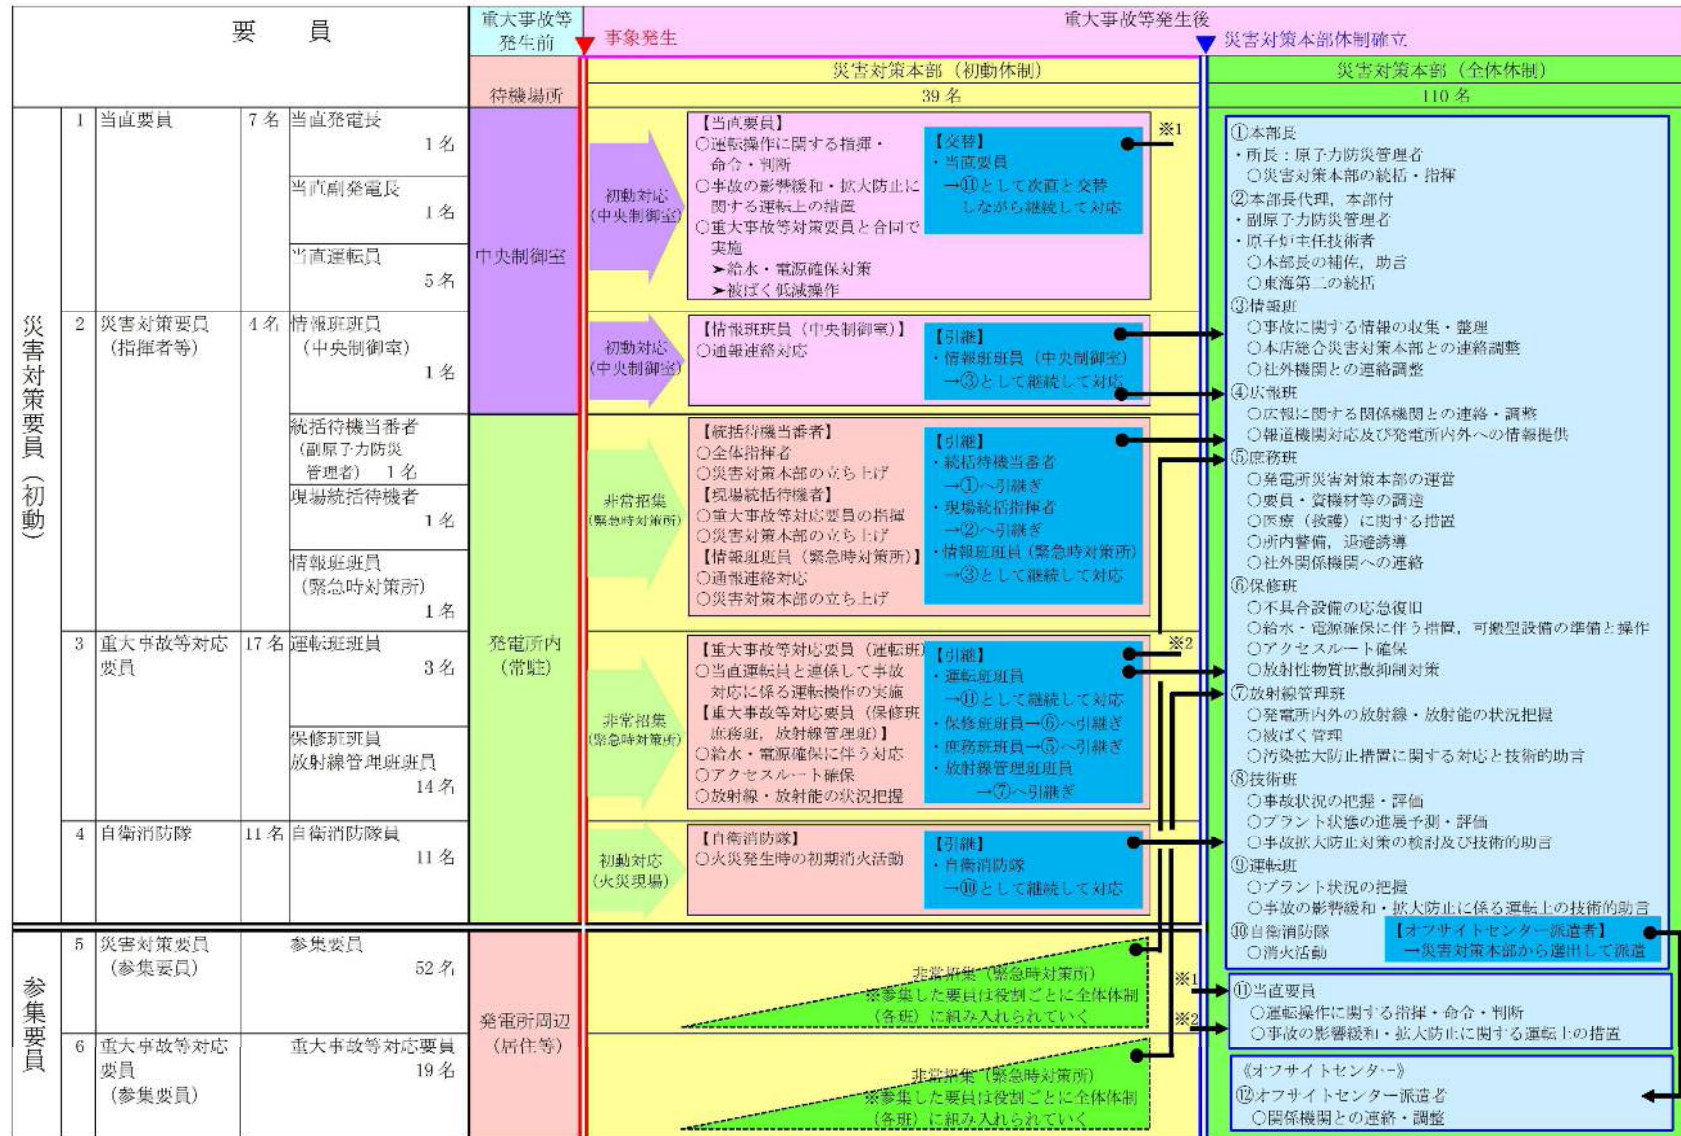 要 員
重大事故等
発生前
重大事故等発生後
事象発生
災害対策本部体制確立
待機場所
災害対策本部(初動体制)
39 名
災害対策本部(全体体制)
110 名
災害対策要員(初動)
1 当直要員 7 名 当直発電長
1 名
当直副発電長
1 名
当直運転員
5 名
中央制御室
初動対応
(中央制御室)
【当直要員】
○運転操作に関する指揮・
命令・判断
○事故の影響緩和・拡大防止に
関する運転上の措置
○重大事故等対策要員と合同で
実施
➤給水・電源確保対策
➤被ばく低減操作
【交替】
・当直要員
→⑪として次直と交替
しながら継続して対応
※1
2 災害対策要員 4 名 情報班班員
(指揮者等) (中央制御室)
1 名
初動対応
(中央制御室)
【情報班班員(中央制御室)】
○通報連絡対応
【引継】
・情報班班員(中央制御室)
→③として継続して対応
統括待機当番者
(副原子力防災
管理者) 1 名
現場統括待機者
1 名
情報班班員
(緊急時対策所)
1 名
発電所内
(常駐)
非常招集
(緊急時対策所)
【統括待機当番者】
○全体指揮者
○災害対策本部の立ち上げ
【現場統括待機者】
○重大事故等対応要員の指揮
○災害対策本部の立ち上げ
【情報班班員(緊急時対策所)】
○通報連絡対応
○災害対策本部の立ち上げ
【引継】
・統括待機当番者
→①へ引継ぎ
・現場統括指揮者
→②へ引継ぎ
・情報班班員(緊急時対策所)
→③として継続して対応
3 重大事故等対応 17 名 運転班班員
要員
3 名
保修班班員
放射線管理班班員
14 名
非常招集
(緊急時対策所)
【重大事故等対応要員(運転班)
○当直運転員と連係して事故
対応に係る運転操作の実施
【重大事故等対応要員(保修班
庶務班,放射線管理班)】
○給水・電源確保に伴う対応
○アクセスルート確保
○放射線・放射能の状況把握
【引継】
・運転班班員
→⑪として継続して対応
・保修班班員→⑥へ引継ぎ
・庶務班班員→⑤へ引継ぎ
・放射線管理班班員
→⑦へ引継ぎ
※2
4 自衛消防隊 11 名 自衛消防隊員
11 名
初動対応
(火災現場)
【自衛消防隊】
○火災発生時の初期消火活動
【引継】
・自衛消防隊
→⑩として継続して対応
参集要員
5 災害対策要員 参集要員
(参集要員)
52 名
発電所周辺
(居住等)
非常招集(緊急時対策所)
※参集した要員は役割ごとに全体体制
(各班)に組み入れられていく
6 重大事故等対応 重大事故等対応要員
要員
(参集要員)
19 名
非常招集(緊急時対策所)
※参集した要員は役割ごとに全体体制
(各班)に組み入れられていく
①本部長
・所長:原子力防災管理者
○災害対策本部の統括・指揮
②本部長代理,本部付
・副原子力防災管理者
・原子炉主任技術者
○本部長の補佐,助言
○東海第二の統括
③情報班
○事故に関する情報の収集・整理
○本店総合災害対策本部との連絡調整
○社外機関との連絡調整
④広報班
○広報に関する関係機関との連絡・調整
○報道機関対応及び発電所内外への情報提供
⑤庶務班
○発電所災害対策本部の運営
○要員・資機材等の調達
○医療(救護)に関する措置
○所内警備,退避誘導
○社外関係機関への連絡
⑥保修班
○不具合設備の応急復旧
○給水・電源確保に伴う措置,可搬型設備の準備と操作
○アクセスルート確保
○放射性物質拡散抑制対策
⑦放射線管理班
○発電所内外の放射線・放射能の状況把握
○被ばく管理
○汚染拡大防止措置に関する対応と技術的助言
⑧技術班
○事故状況の把握・評価
○プラント状態の進展予測・評価
○事故拡大防止対策の検討及び技術的助言
⑨運転班
○プラント状況の把握
○事故の影響緩和・拡大防止に係る運転上の技術的助言
⑩自衛消防隊
○消火活動
【オフサイトセンター派遣者】
→災害対策本部から選出して派遣
※1
⑪当直要員
○運転操作に関する指揮・命令・判断
※2
○事故の影響緩和・拡大防止に関する運転上の措置
《オフサイトセンター》
⑫オフサイトセンター派遣者
○関係機関との連絡・調整